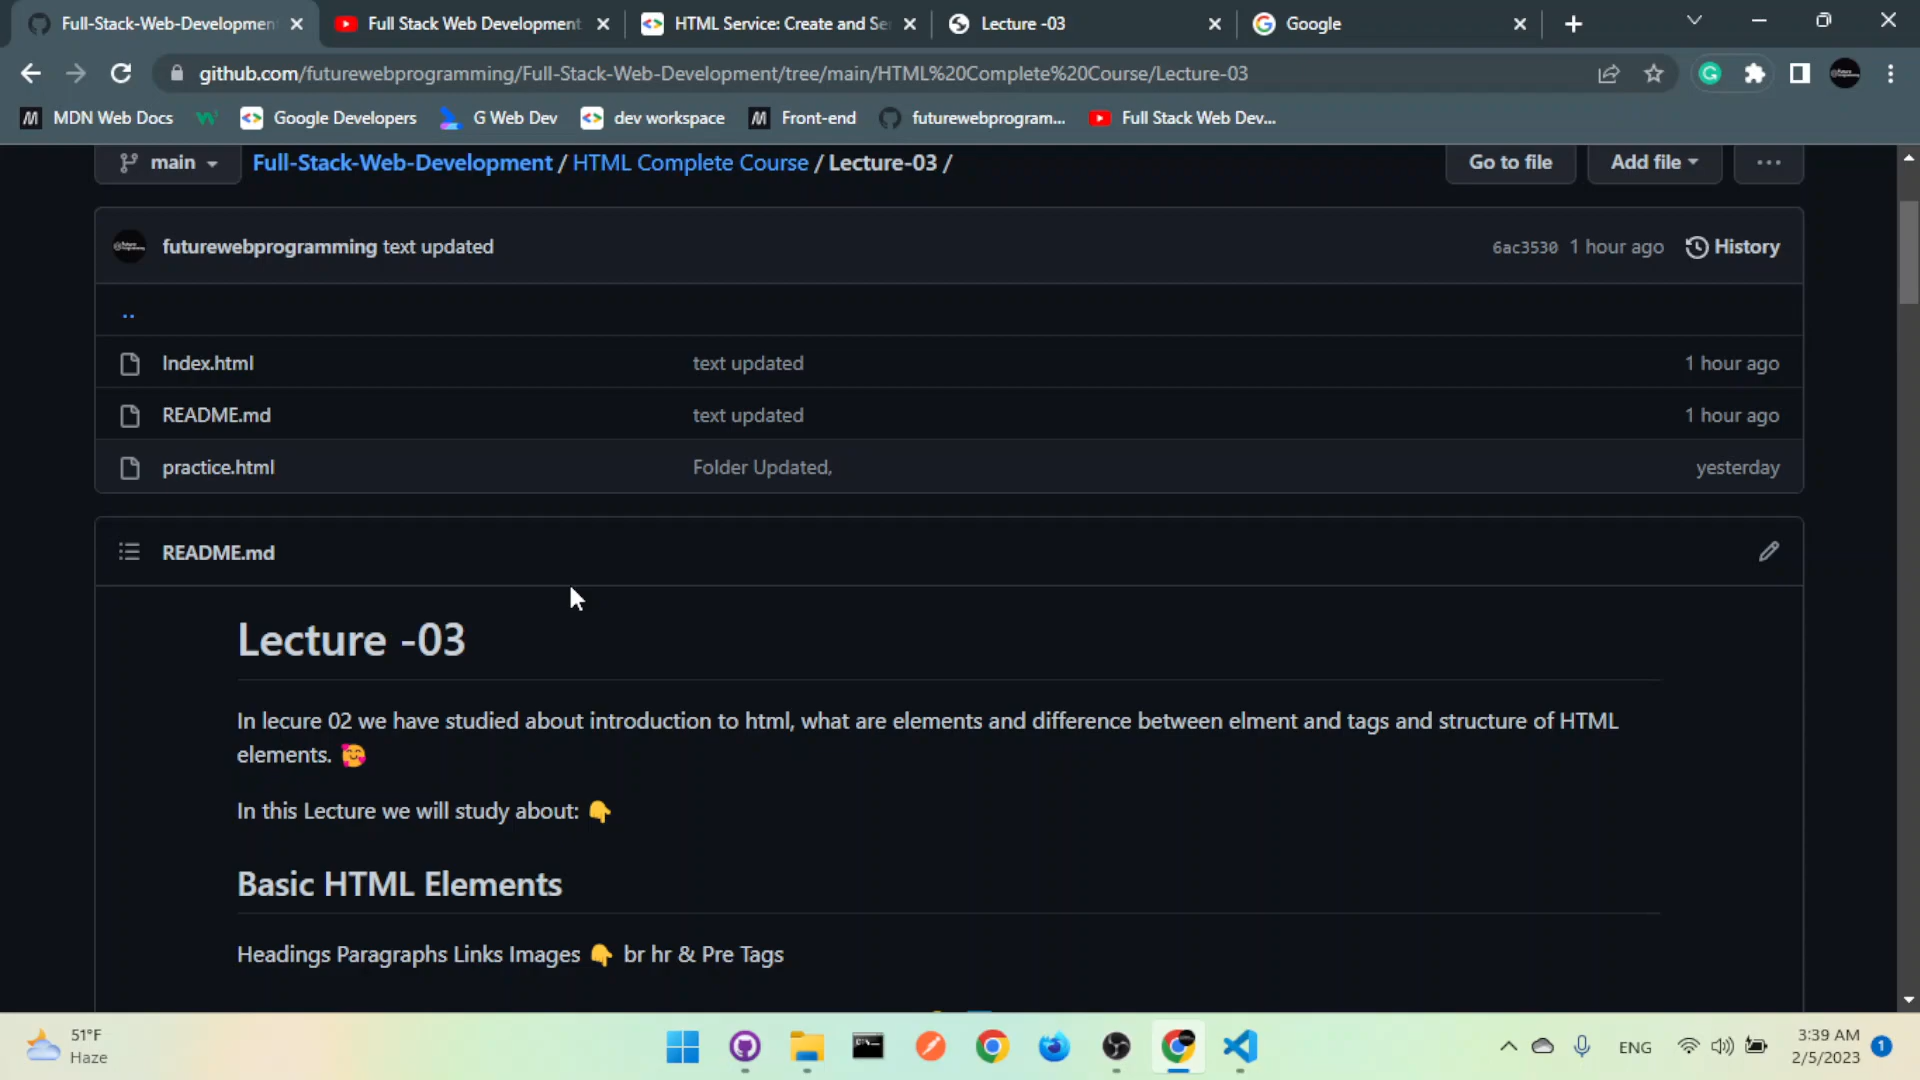 Full-Stack-Web-Developmen
Full Stack Web Development
HTML Service: Create and Se
Lecture -03
Google
github.com/futurewebprogramming/Full-Stack-Web-Development/tree/main/HTML%20Complete%20Course/Lecture-03
MDN Web Docs
Google Developers
G Web Dev
dev workspace
Front-end
futurewebprogram...
Full Stack Web Dev...
main
Full-Stack-Web-Development / HTML Complete Course / Lecture-03 /
Go to file
Add file
futurewebprogramming text updated
6ac3530 1 hour ago
History
..
Index.html text updated 1 hour ago
README.md text updated 1 hour ago
practice.html Folder Updated, yesterday
README.md
Lecture -03
In lecure 02 we have studied about introduction to html, what are elements and difference between elment and tags and structure of HTML
elements. 🥰
In this Lecture we will study about: 👇
Basic HTML Elements
Headings Paragraphs Links Images 👇 br hr & Pre Tags
51°F
Haze
ENG
3:39 AM
2/5/2023
1